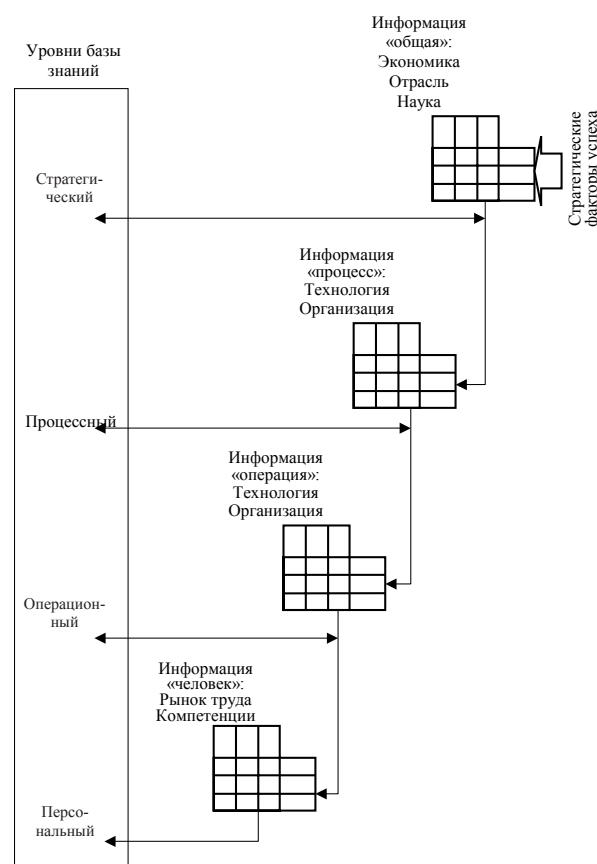 Информация
«общая»:
Экономика
Отрасль
Наука
Уровни базы
знаний
Стратегические
факторы успеха
Стратеги-
ческий
Информация
«процесс»:
Технология
Организация
Процессный
Информация
«операция»:
Технология
Организация
Операцион-
ный
Информация
«человек»:
Рынок труда
Компетенции
Персо-
нальный